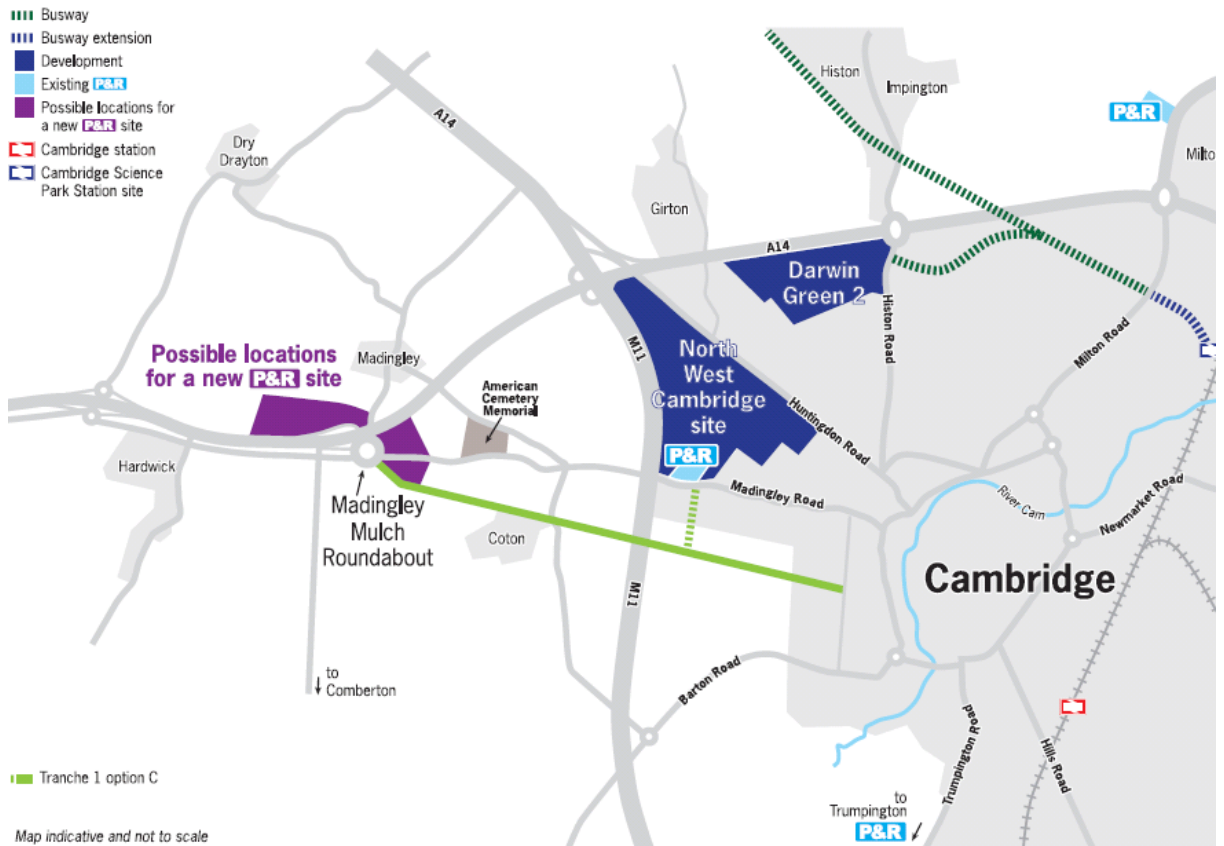 Busway
Busway extension
Development
Existing P&R
Possible locations for
a new P&R site
Cambridge station
Cambridge Science
Park Station site
A14
Histon
Impington
P&R
Milto
Dry
Drayton
Girton
A14
Darwin
Green 2
Histon Road
Milton Road
M11
North
West
Cambridge
site
P&R
Huntingdon Road
Possible locations
for a new P&R site
Madingley
American
Cemetery
Memorial
Hardwick
Madingley
Mulch
Roundabout
Coton
Madingley Road
River Cam
Newmarket Road
Cambridge
M11
to
Comberton
Barton Road
Trumpington Road
Hills Road
to
Trumpington
P&R
Tranche 1 option C
Map indicative and not to scale